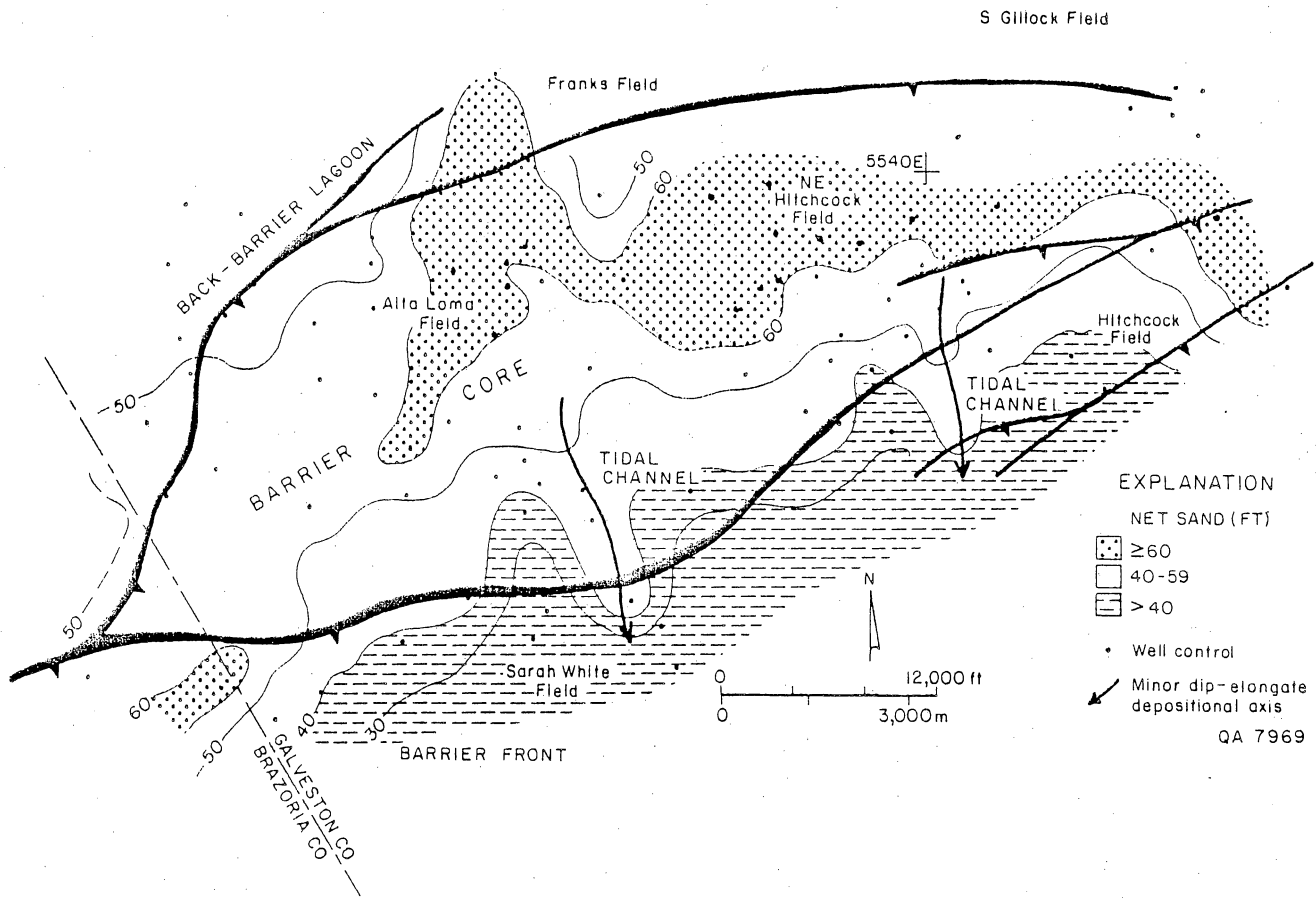 S Gillock Field
Franks Field
BACK-BARRIER LAGOON
50
60
5540E
NE
Hitchcock
Field
Alta Loma
Field
60
Hitchcock
Field
CORE
50
BARRIER
TIDAL
CHANNEL
TIDAL
CHANNEL
EXPLANATION
NET SAND (FT)
≥60
40-59
>40
Well control
Minor dip-elongate
depositional axis
QA 7969
N
0 12,000 ft
0 3,000m
50
60
Sarah White
Field
50
40
30
BARRIER FRONT
GALVESTON CO
BRAZORIA CO